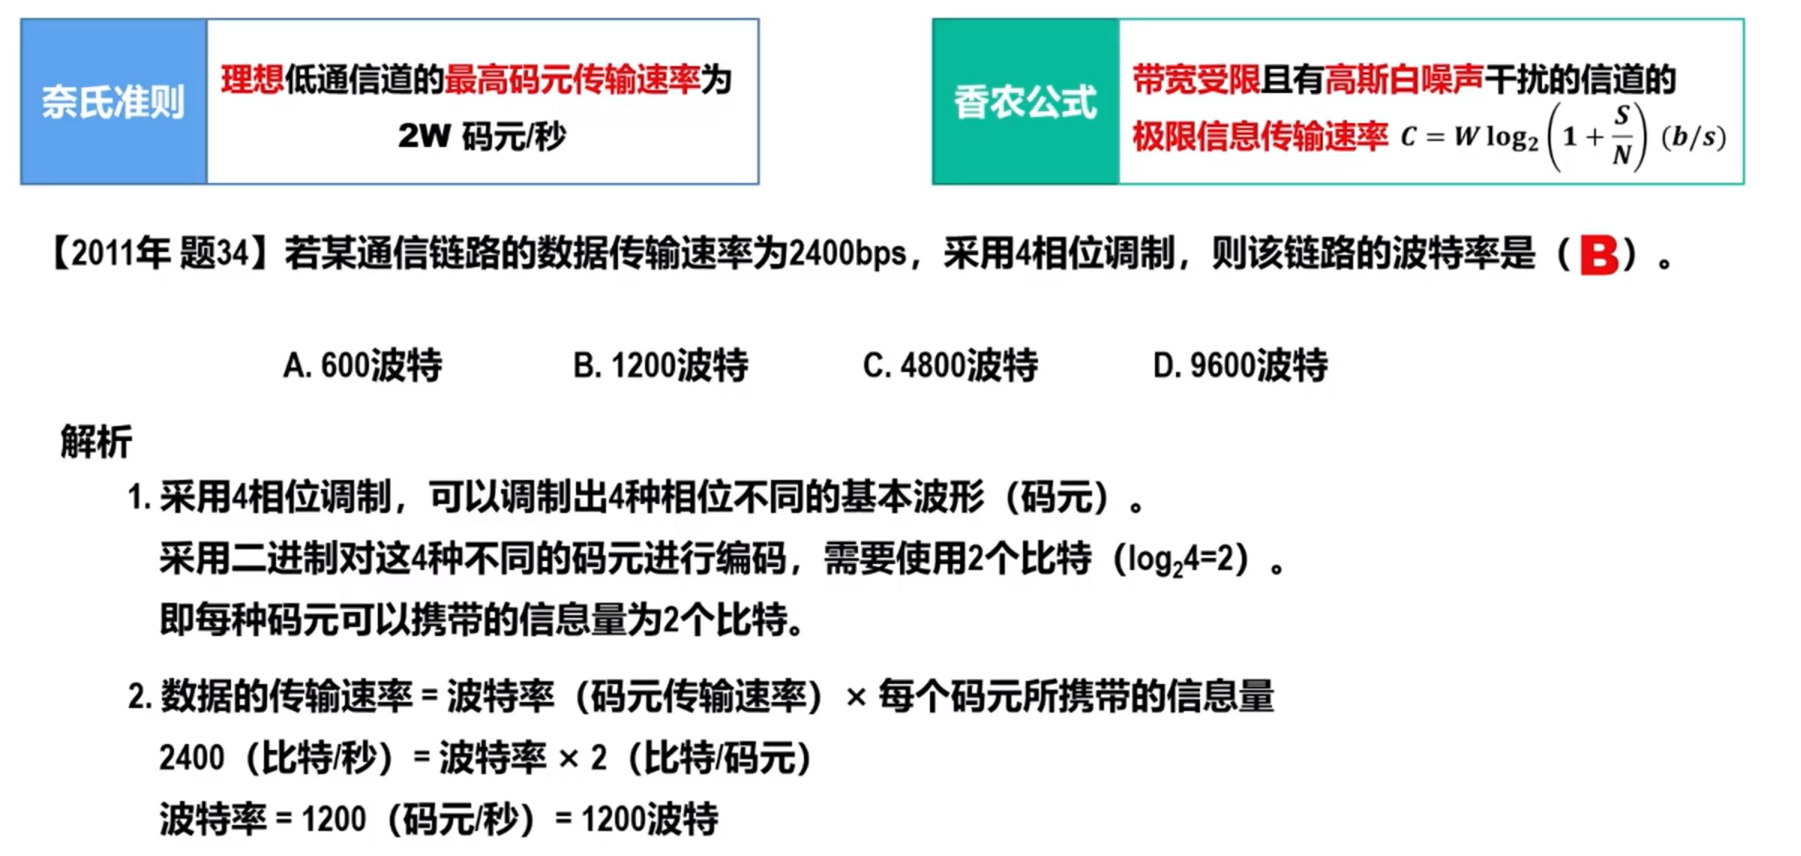 奈氏准则
理想低通信道的最高码元传输速率为
2W 码元/秒
香农公式
带宽受限且有高斯白噪声干扰的信道的
极限信息传输速率 C = W log₂(1 + S/N) (b/s)
【2011年 题34】若某通信链路的数据传输速率为2400bps，采用4相位调制，则该链路的波特率是（B）。
A. 600波特 B. 1200波特 C. 4800波特 D. 9600波特
解析
1. 采用4相位调制，可以调制出4种相位不同的基本波形（码元）。
采用二进制对这4种不同的码元进行编码，需要使用2个比特（log₂4=2）。
即每种码元可以携带的信息量为2个比特。
2. 数据的传输速率 = 波特率（码元传输速率）× 每个码元所携带的信息量
2400（比特/秒）= 波特率 × 2（比特/码元）
波特率 = 1200（码元/秒）= 1200波特